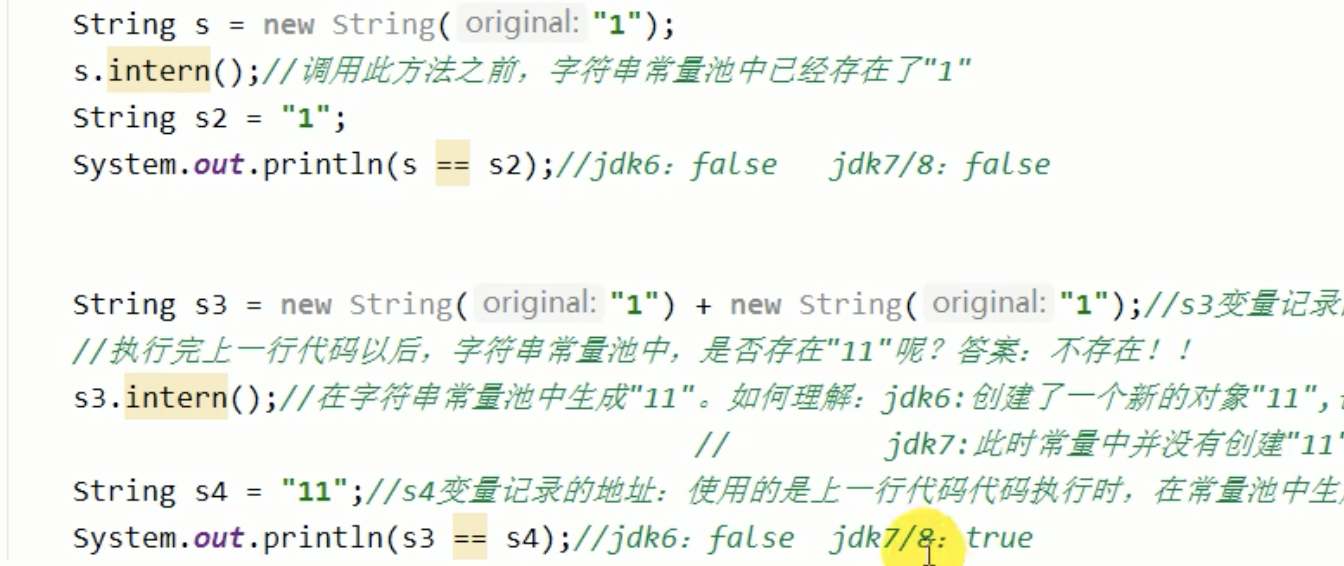 String s = new String( original: "1");
s.intern();//调用此方法之前，字符串常量池中已经存在了"1"
String s2 = "1";
System.out.println(s == s2);//jdk6：false   jdk7/8：false
String s3 = new String( original: "1") + new String( original: "1");//s3变量记录
//执行完上一行代码以后，字符串常量池中，是否存在"11"呢？答案：不存在！！
s3.intern();//在字符串常量池中生成"11"。如何理解：jdk6:创建了一个新的对象"11",
//         jdk7:此时常量中并没有创建"11"
String s4 = "11";//s4变量记录的地址：使用的是上一行代码代码执行时，在常量池中生
System.out.println(s3 == s4);//jdk6：false  jdk7/8：true